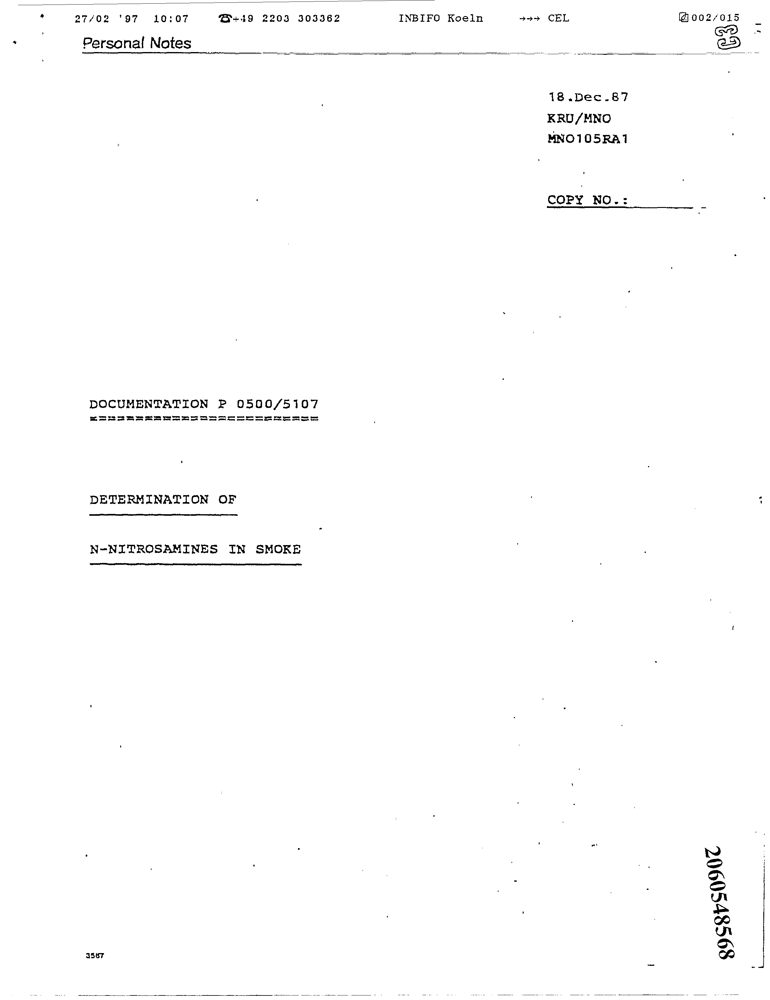 27/02 '97 10:07 ☎+49 2203 303362 INBIFO Koeln →→→ CEL 002/015
Personal Notes
18.Dec.87
KRU/MNO
MNO105RA1
COPY NO.:
DOCUMENTATION P 0500/5107
=========================
DETERMINATION OF
N-NITROSAMINES IN SMOKE
2060548568
3567